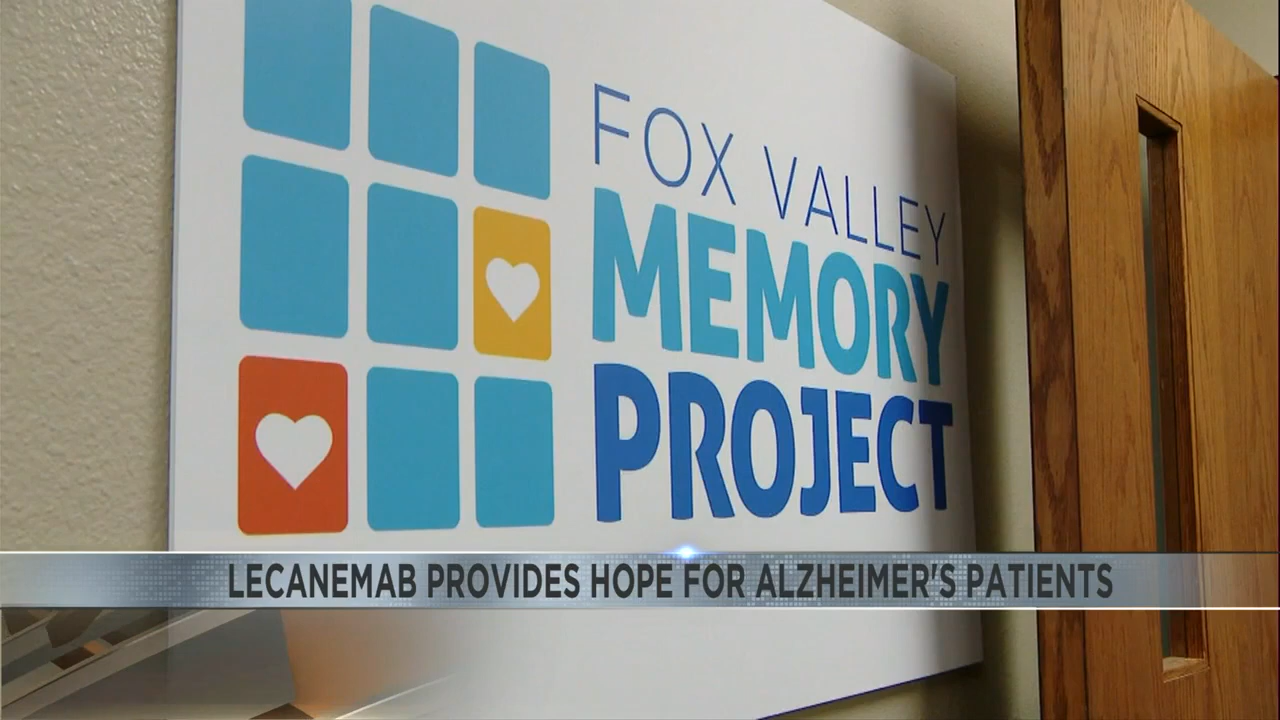 FOX VALLEY
MEMORY
PROJECT
LECANEMAB PROVIDES HOPE FOR ALZHEIMER'S PATIENTS